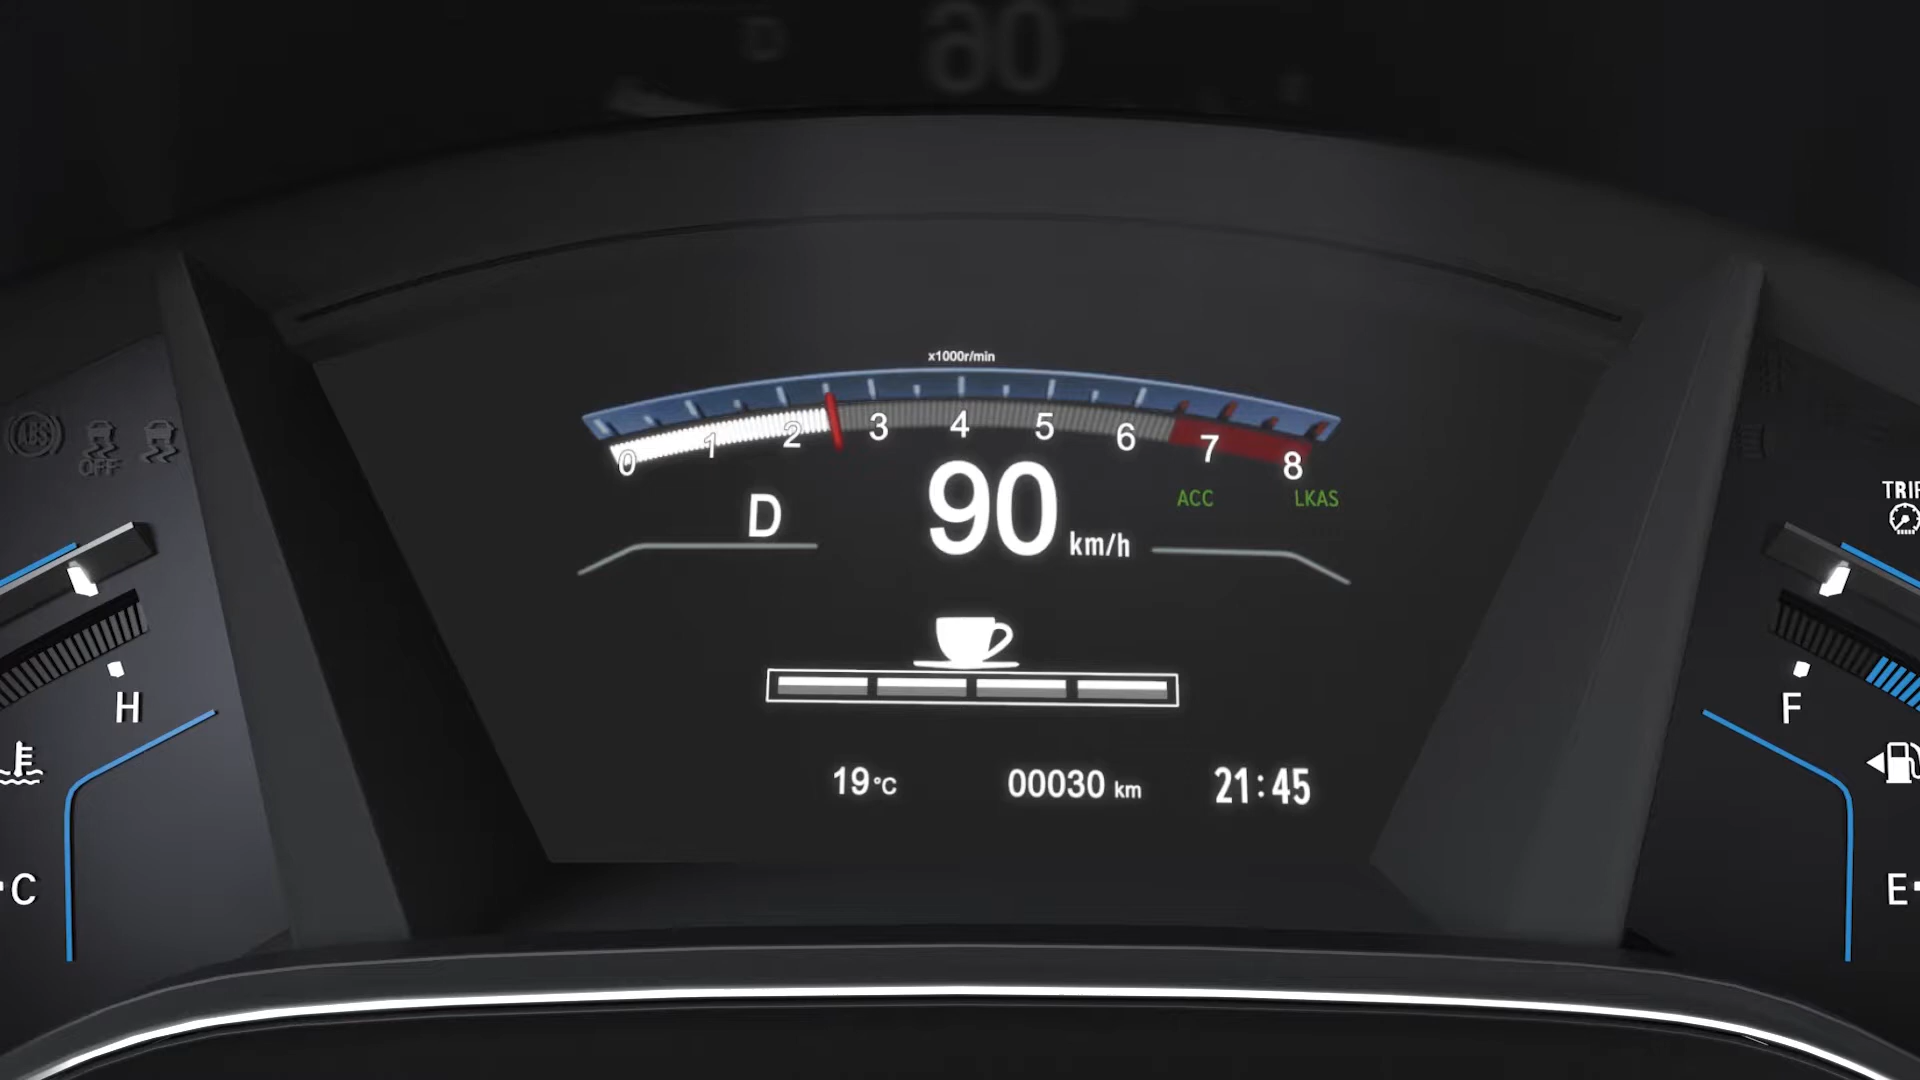 x1000r/min
0 1 2 3 4 5 6 7 8
ABS
OFF
D
90 km/h
ACC
LKAS
H
C
19°C
00030 km
21:45
F
E